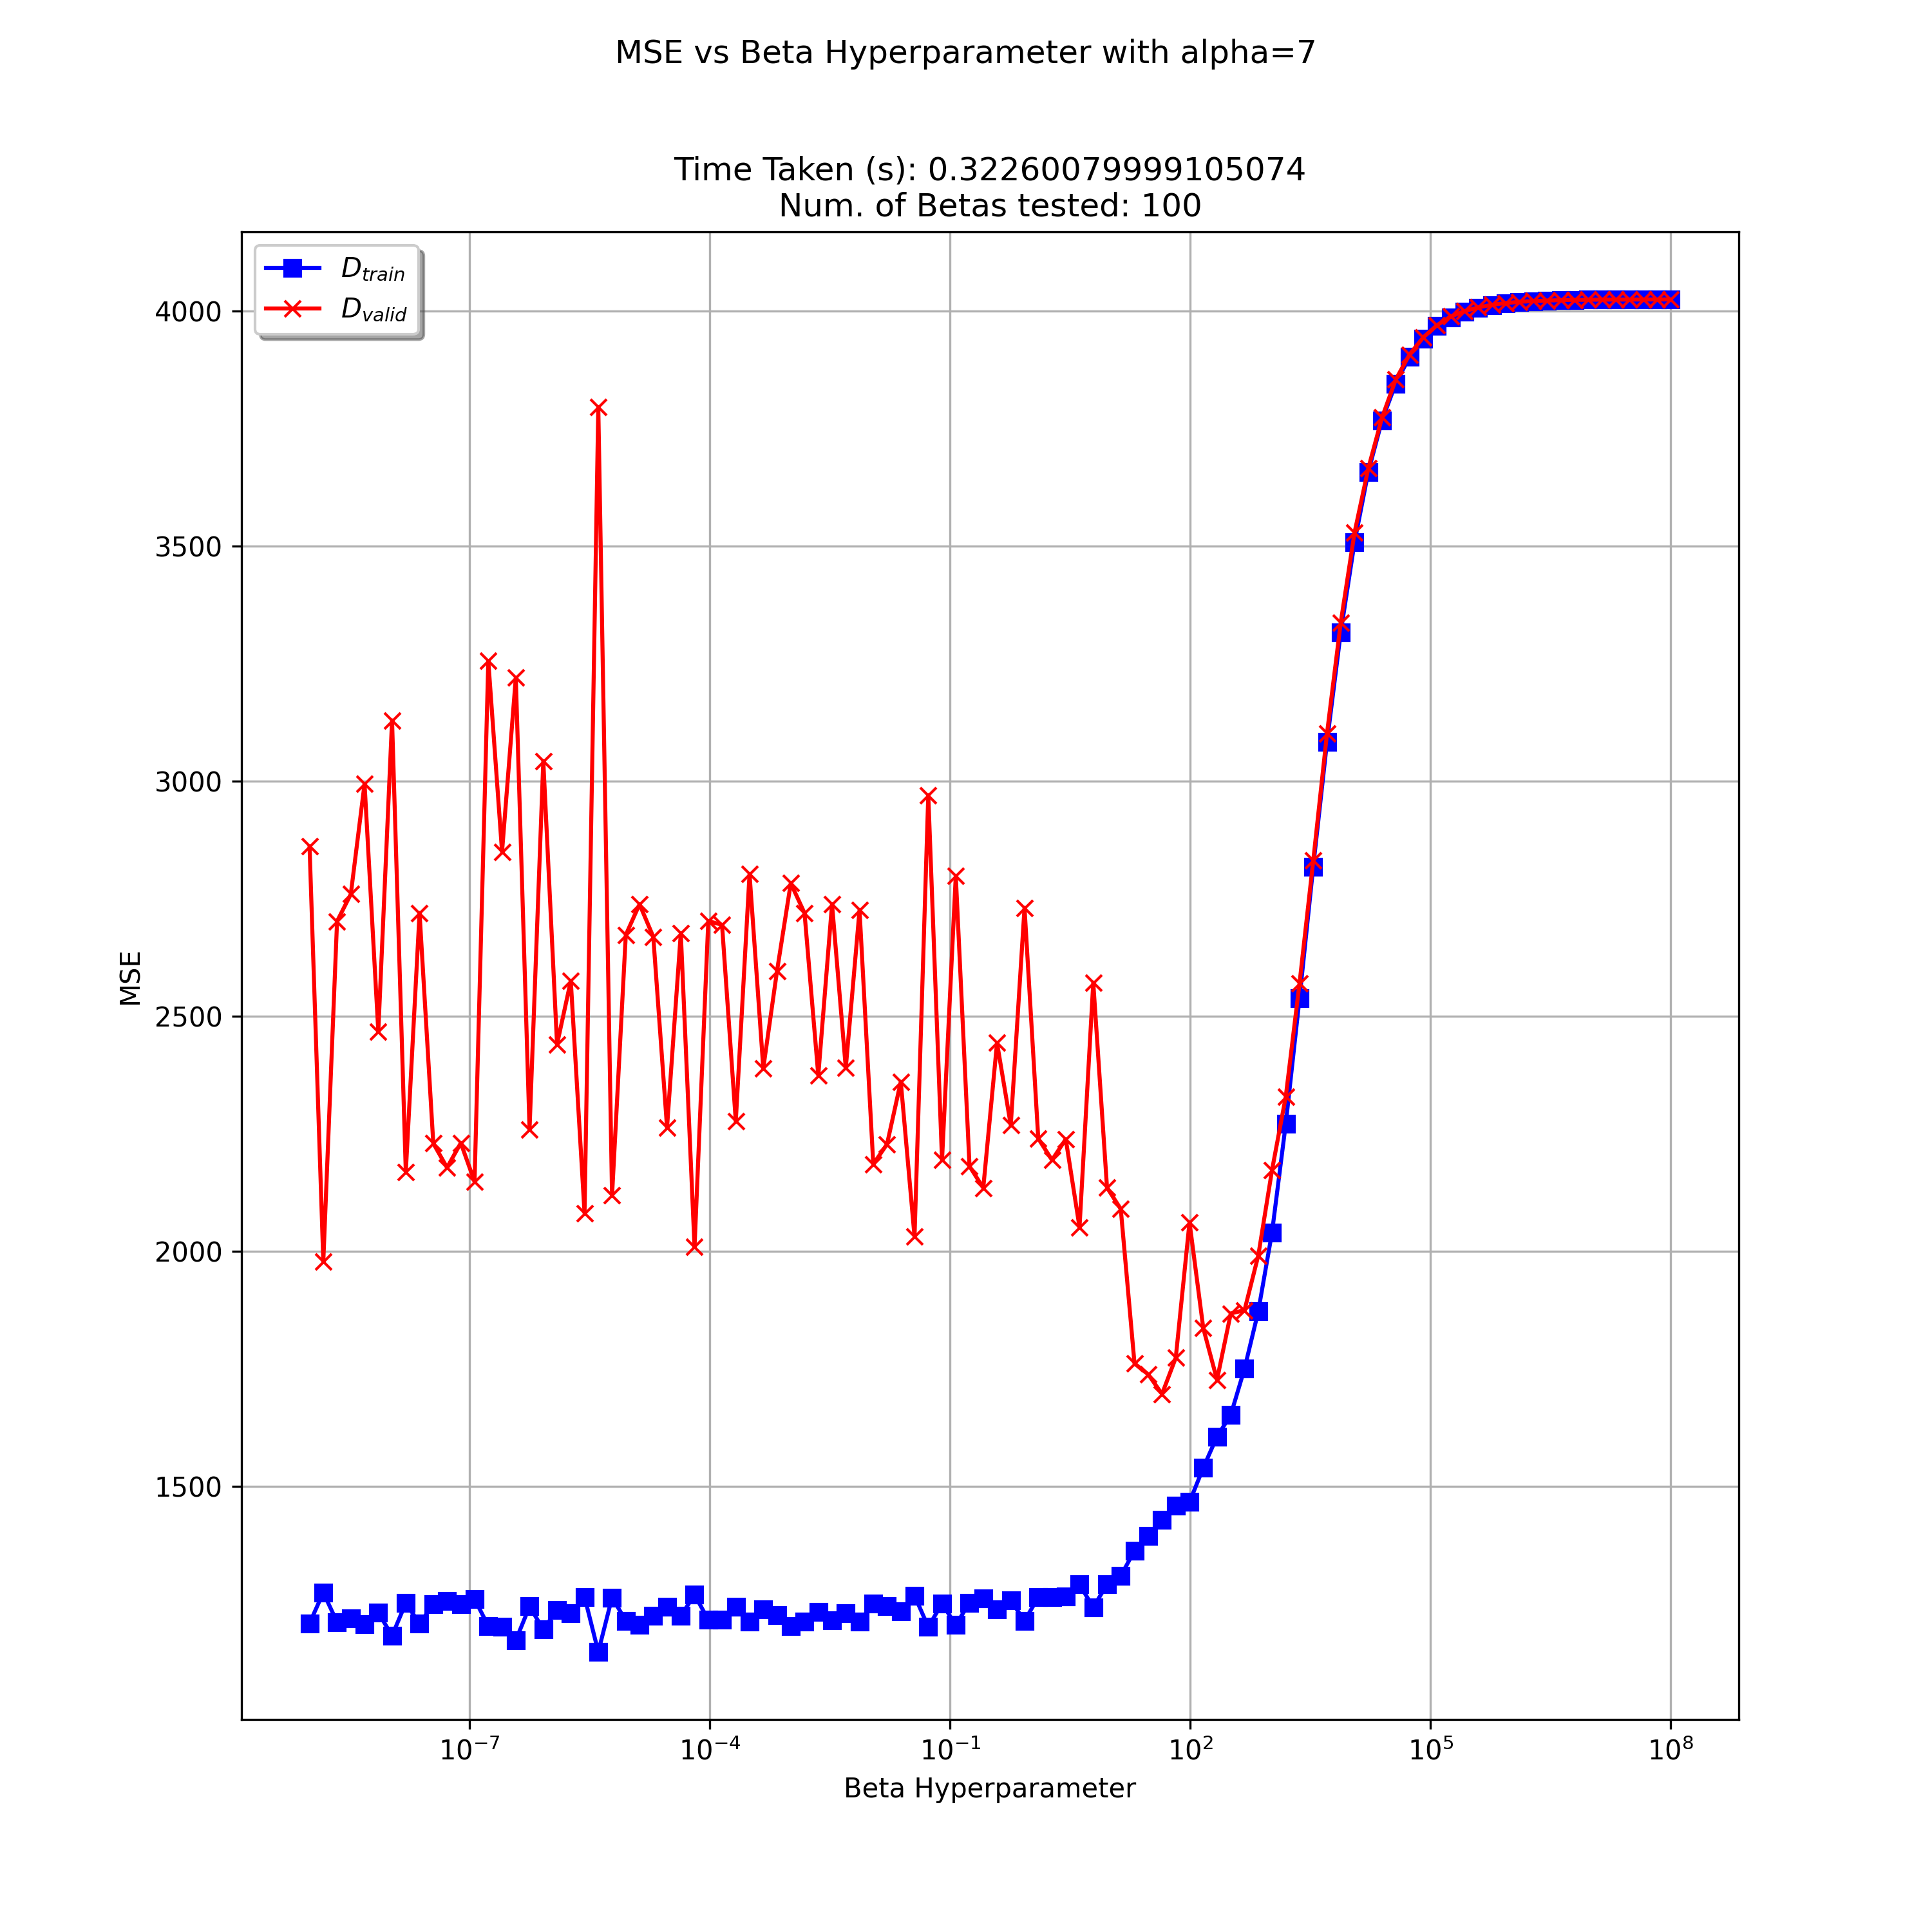 MSE vs Beta Hyperparameter with alpha=7
Time Taken (s): 0.32260079999105074
Num. of Betas tested: 100
D_train
D_valid
4000
3500
3000
2500
2000
1500
MSE
10^−7
10^−4
10^−1
10^2
10^5
10^8
Beta Hyperparameter